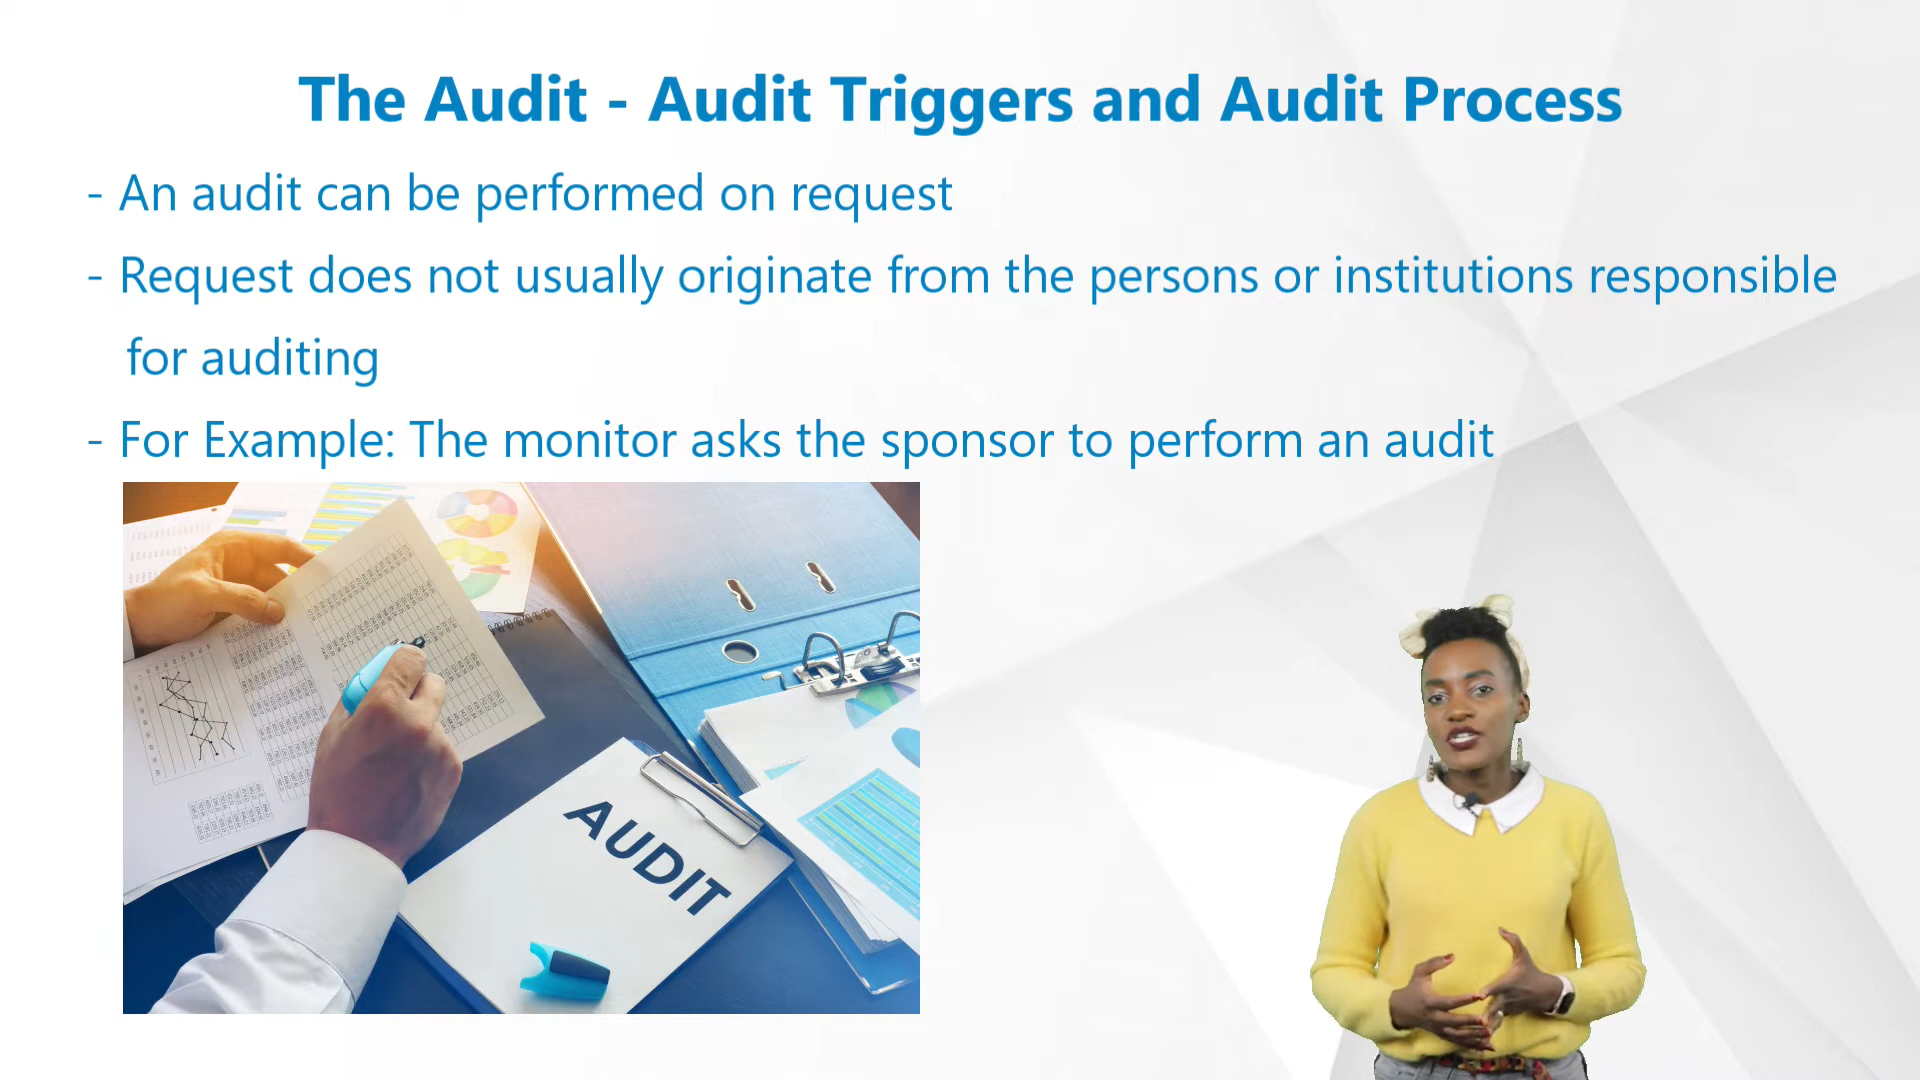 The Audit - Audit Triggers and Audit Process
- An audit can be performed on request
- Request does not usually originate from the persons or institutions responsible
for auditing
- For Example: The monitor asks the sponsor to perform an audit
AUDIT